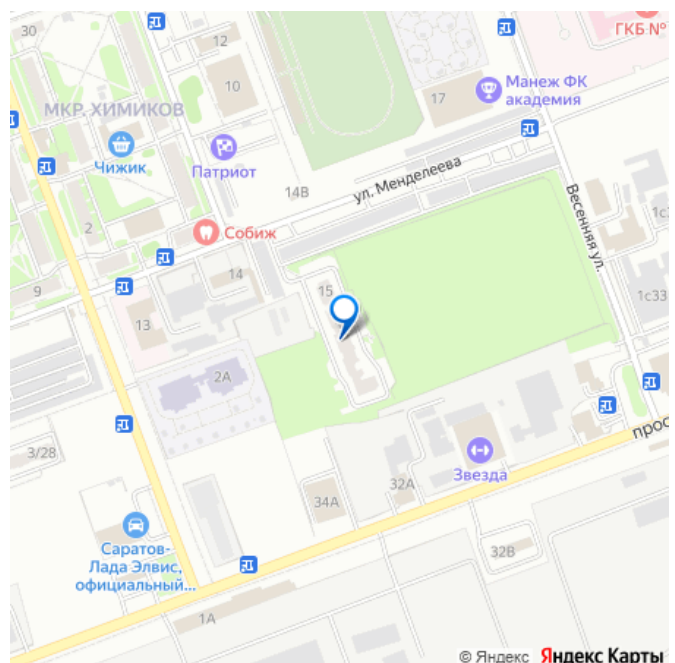 30
12
ГКБ №
10
Манеж ФК
академия
17
МКР. ХИМИКОВ
Чижик
Патриот
14В
ул. Менделеева
Весенняя ул.
1с3
2
Собиж
14
15
9
13
1с33
2А
3/28
Звезда
32А
34А
прос
Саратов-
Лада Элвис,
официальный...
32В
1А
© Яндекс Яндекс Карты